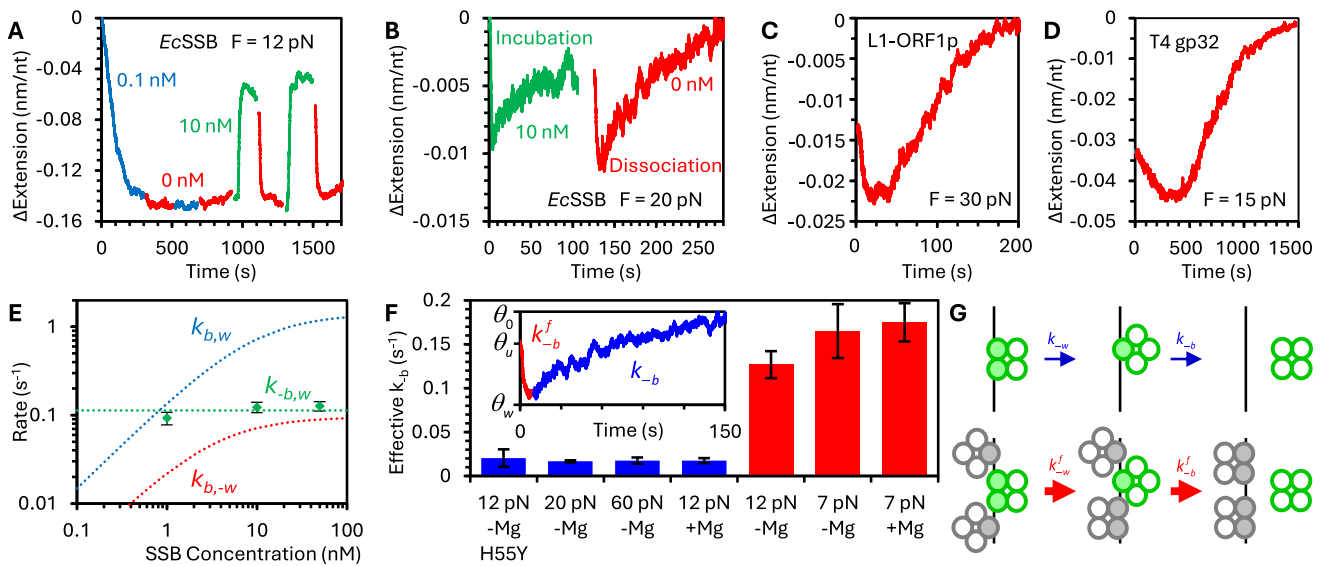 A
EcSSB F = 12 pN
0.1 nM
0 nM
10 nM
0
-0.04
-0.08
-0.12
-0.16
ΔExtension (nm/nt)
0 500 1000 1500
Time (s)
B
Incubation
10 nM
0 nM
Dissociation
EcSSB F = 20 pN
0
-0.005
-0.01
-0.015
ΔExtension (nm/nt)
0 50 100 150 200 250
Time (s)
C
L1-ORF1p
F = 30 pN
0
-0.005
-0.01
-0.015
-0.02
-0.025
ΔExtension (nm/nt)
0 100 200
Time (s)
D
T4 gp32
F = 15 pN
0
-0.01
-0.02
-0.03
-0.04
-0.05
ΔExtension (nm/nt)
0 500 1000 1500
Time (s)
E
k_{b,w}
k_{-b,w}
k_{b,-w}
1
0.1
0.01
Rate (s⁻¹)
0.1 1 10 100
SSB Concentration (nM)
F
0.2
0.15
0.1
0.05
0
Effective k_{-b} (s⁻¹)
θ₀
θ_u
θ_w
k_{-b}^f
k_{-b}
0 150
Time (s)
12 pN 20 pN 60 pN 12 pN 12 pN 7 pN 7 pN
-Mg -Mg -Mg +Mg -Mg -Mg +Mg
H55Y
G
k_{-w} k_{-b}
k_{-w}^f k_{-b}^f